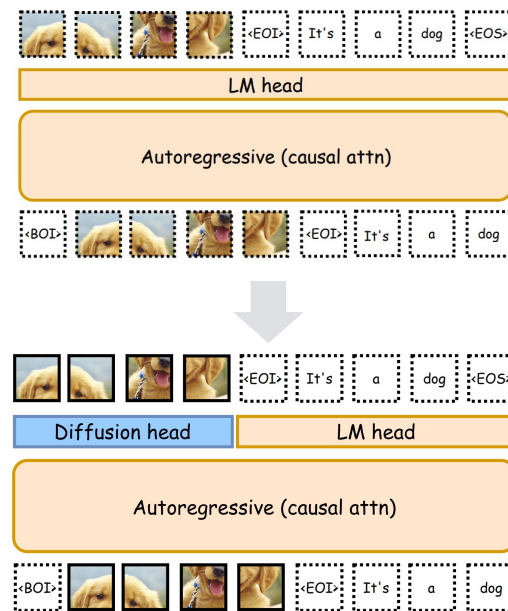 <EOI> It's a dog <EOS>
LM head
Autoregressive (causal attn)
<BOI> <EOI> It's a dog
<EOI> It's a dog <EOS>
Diffusion head LM head
Autoregressive (causal attn)
<BOI> <EOI> It's a dog